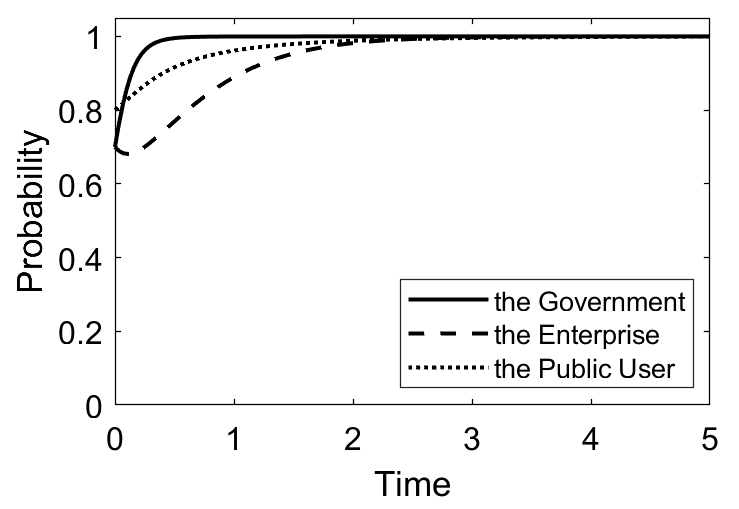 1
0.8
0.6
0.4
0.2
0
Probability
the Government
the Enterprise
the Public User
0 1 2 3 4 5
Time